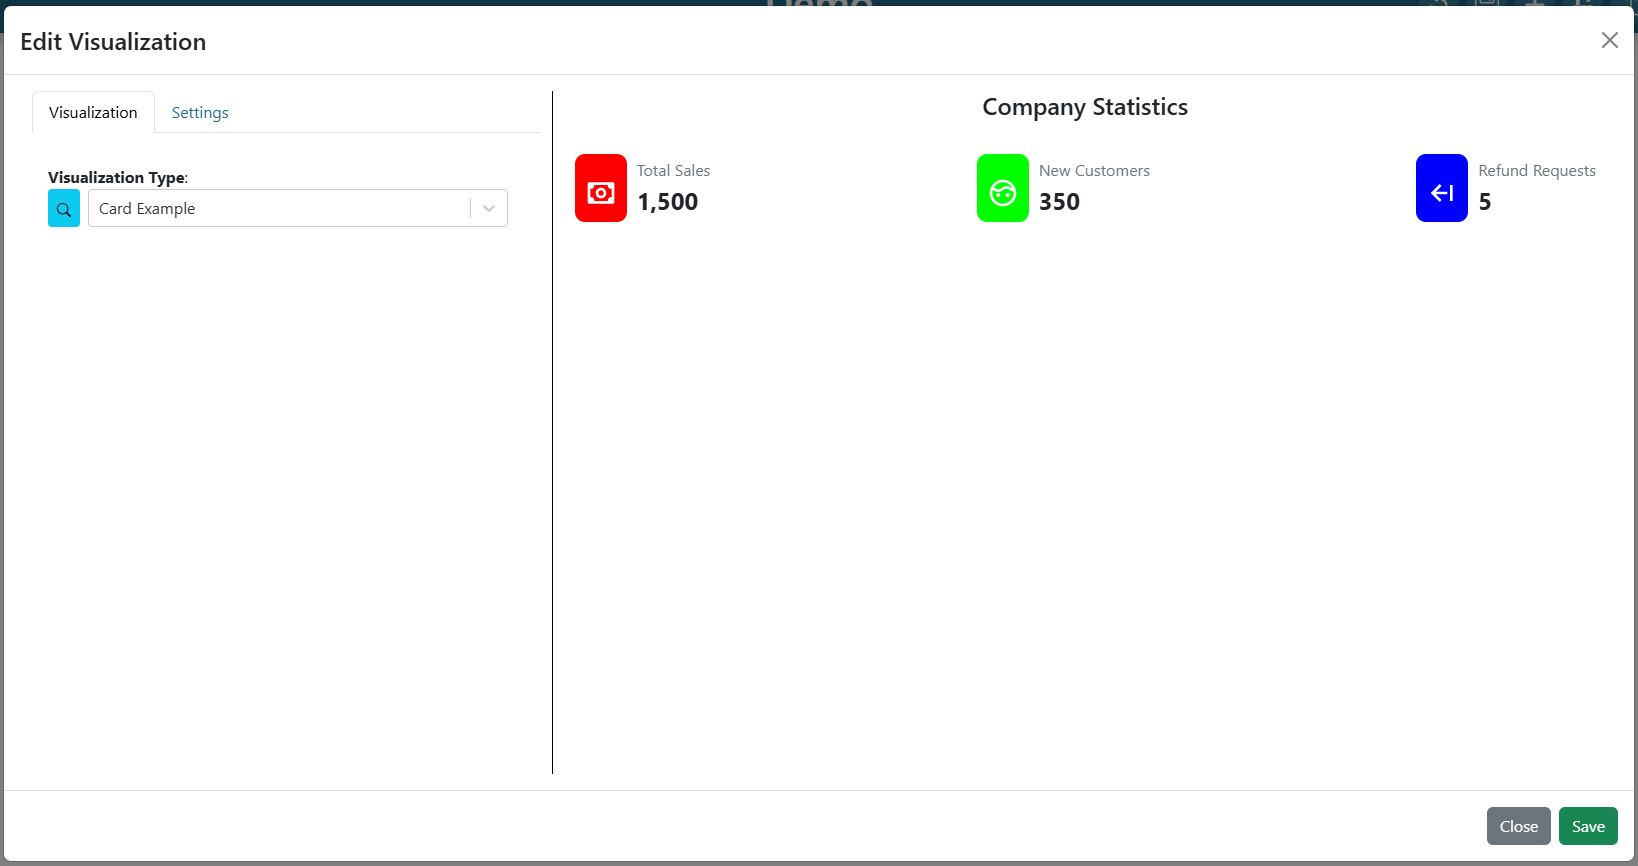 Demo
Edit Visualization
Visualization
Settings
Visualization Type:
Card Example
Company Statistics
Total Sales
1,500
New Customers
350
Refund Requests
5
Close
Save